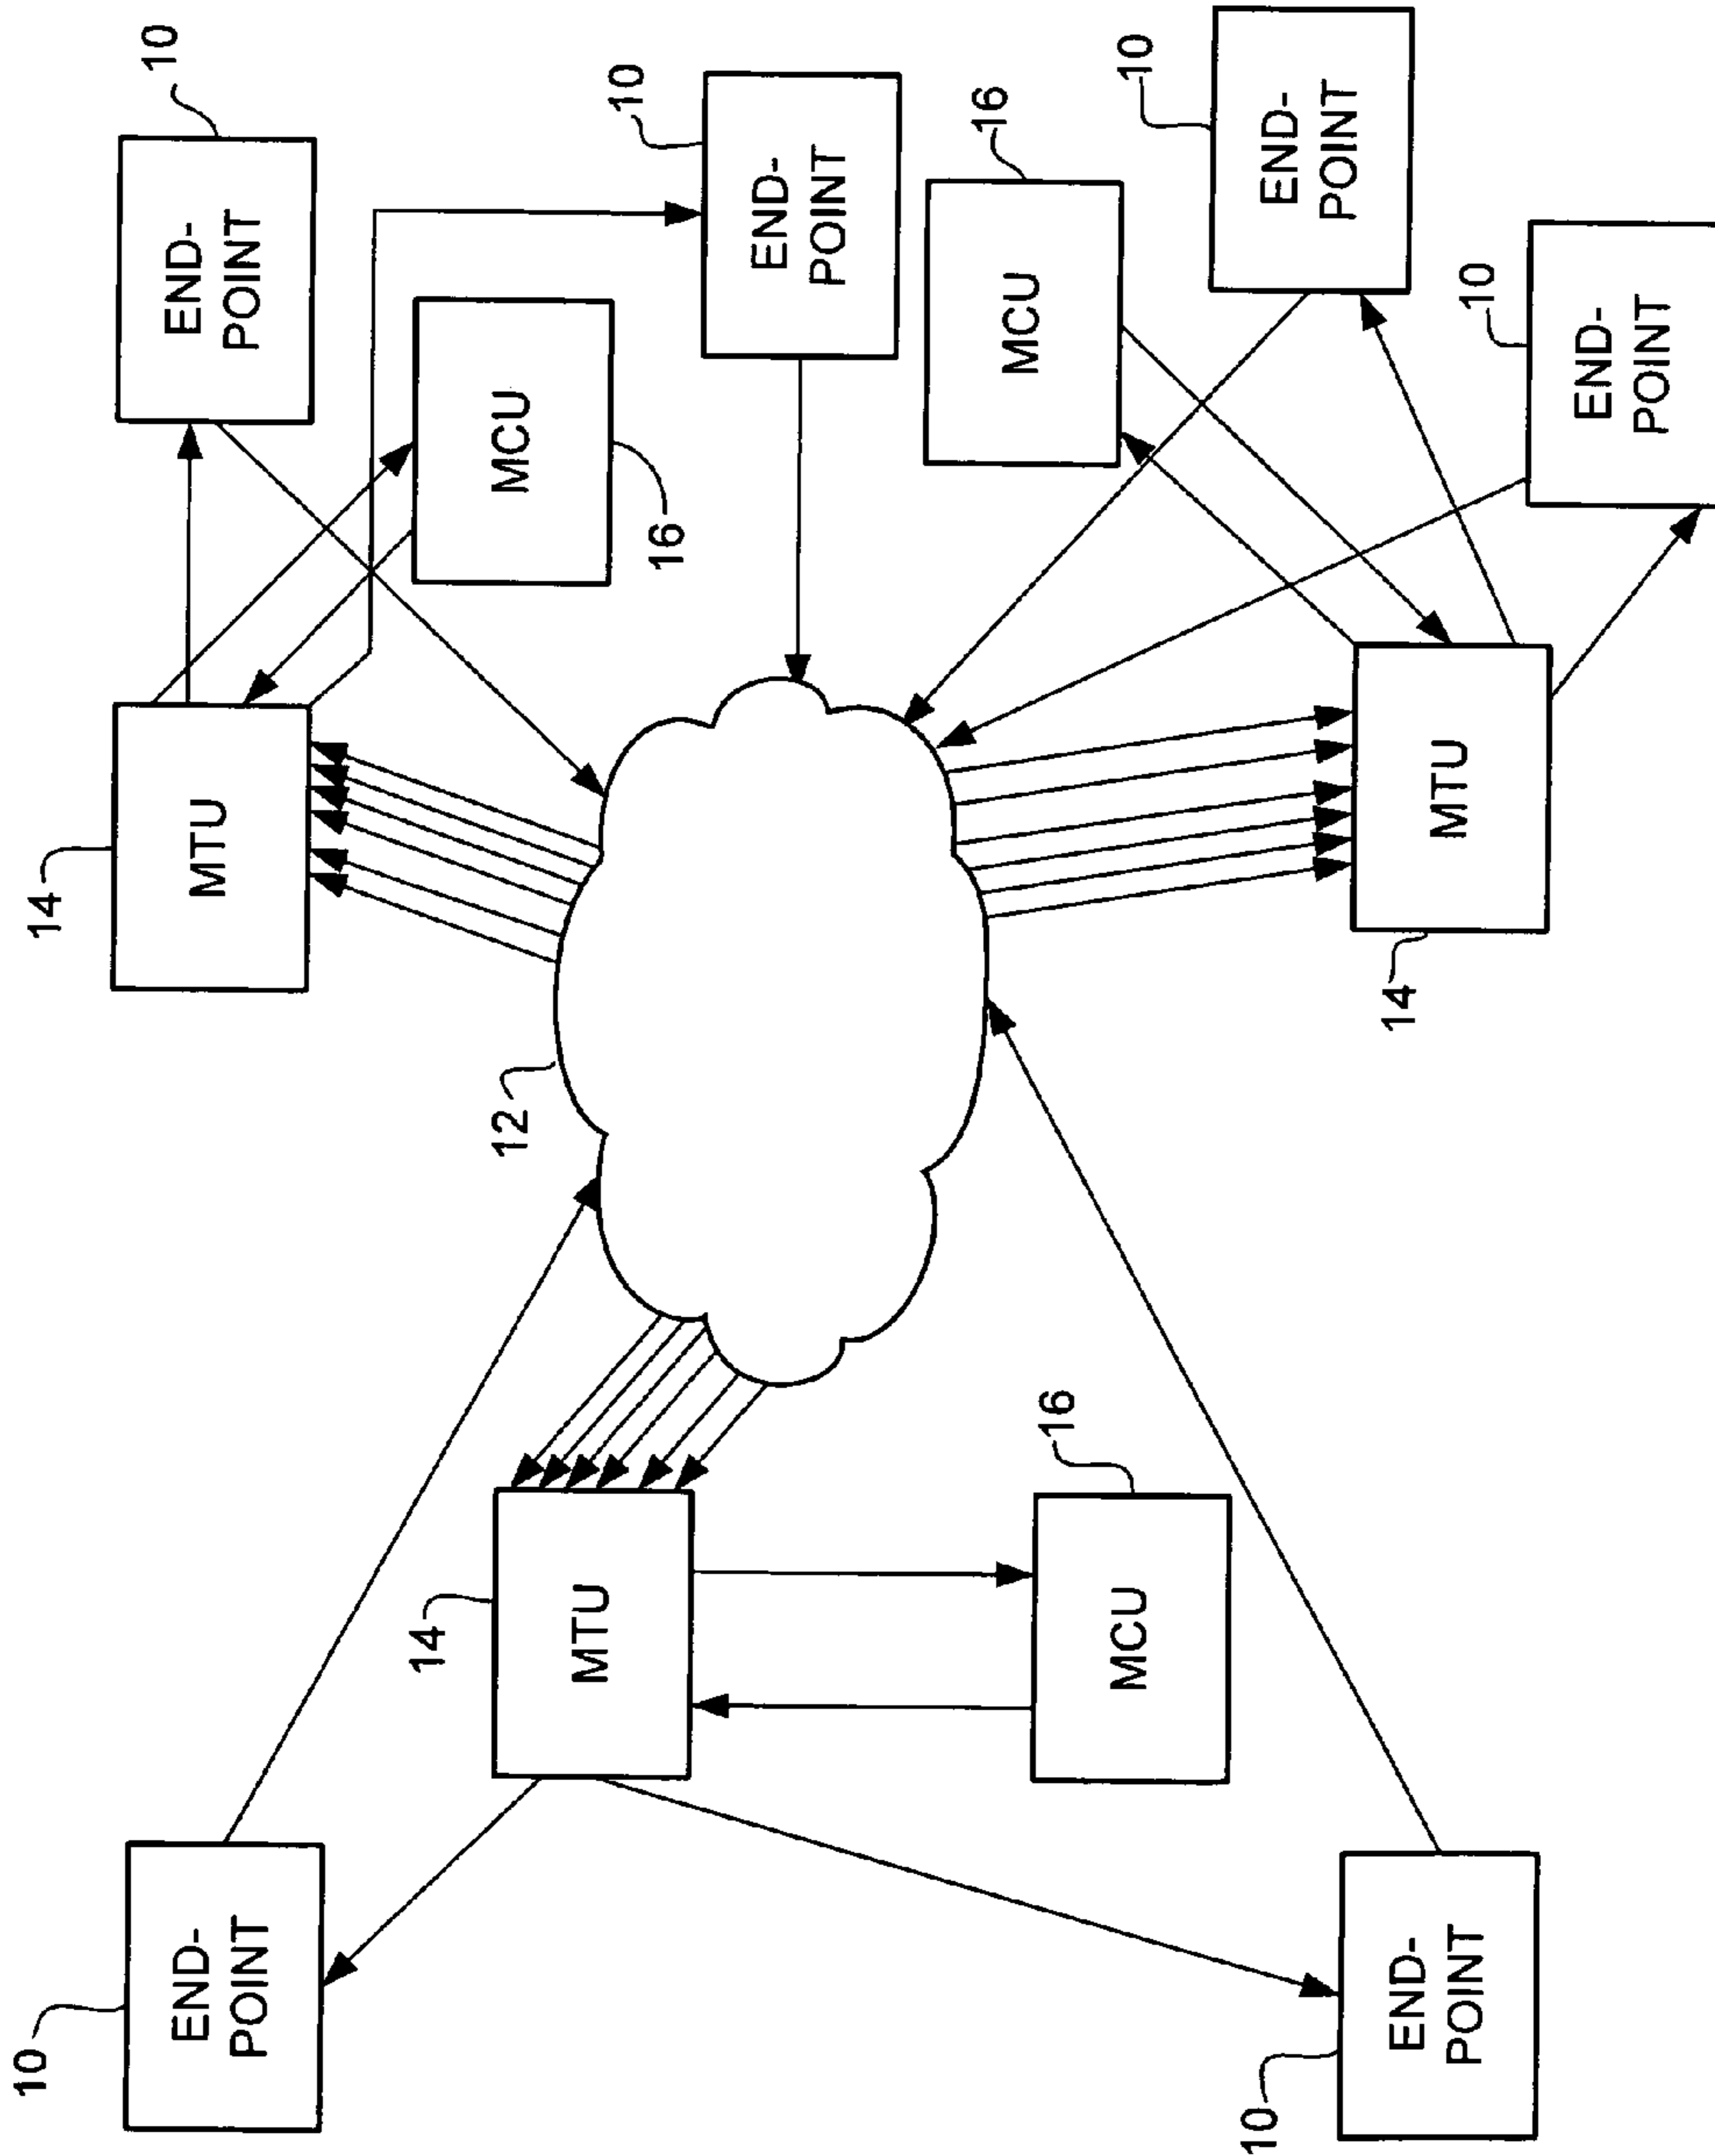 10
14
10
END-
POINT
MTU
END-
POINT
14
12
MCU
MTU
10
16
END-
POINT
16
MCU
16
MCU
10
10
END-
POINT
14
END-
POINT
MTU
10
END-
POINT